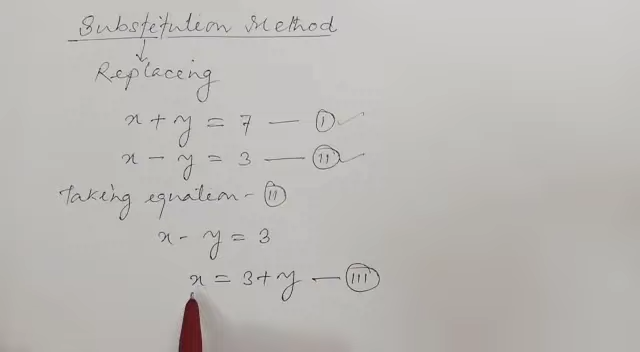 Substitution Method
Replacing
x + y = 7 — I
x - y = 3 — II
Taking equation - II
x - y = 3
x = 3 + y — III